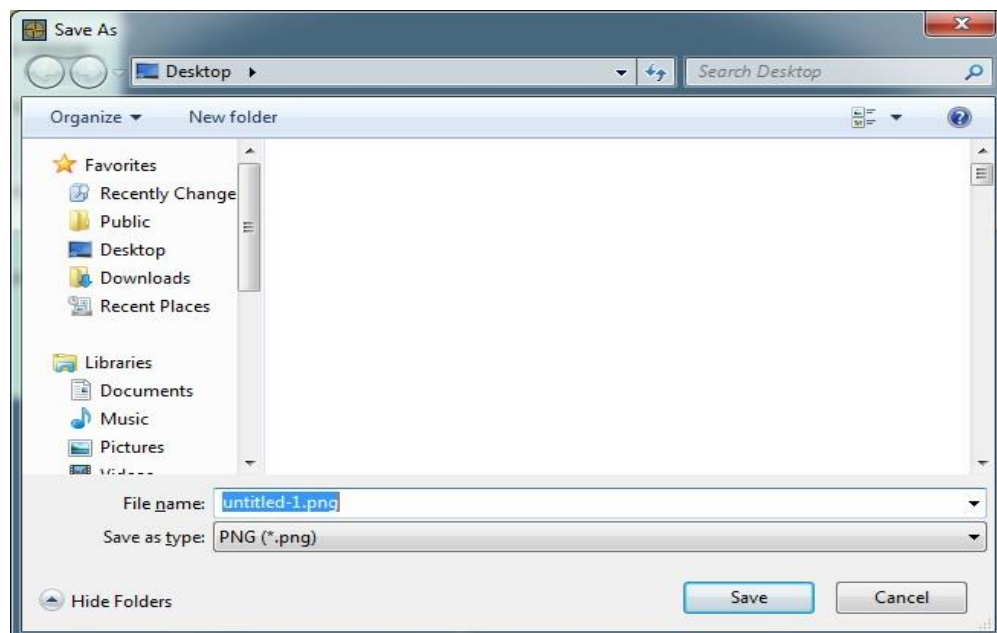 Save As
Desktop
Search Desktop
Organize
New folder
Favorites
Recently Change
Public
Desktop
Downloads
Recent Places
Libraries
Documents
Music
Pictures
Videos
File name: untitled-1.png
Save as type: PNG (*.png)
Hide Folders
Save
Cancel